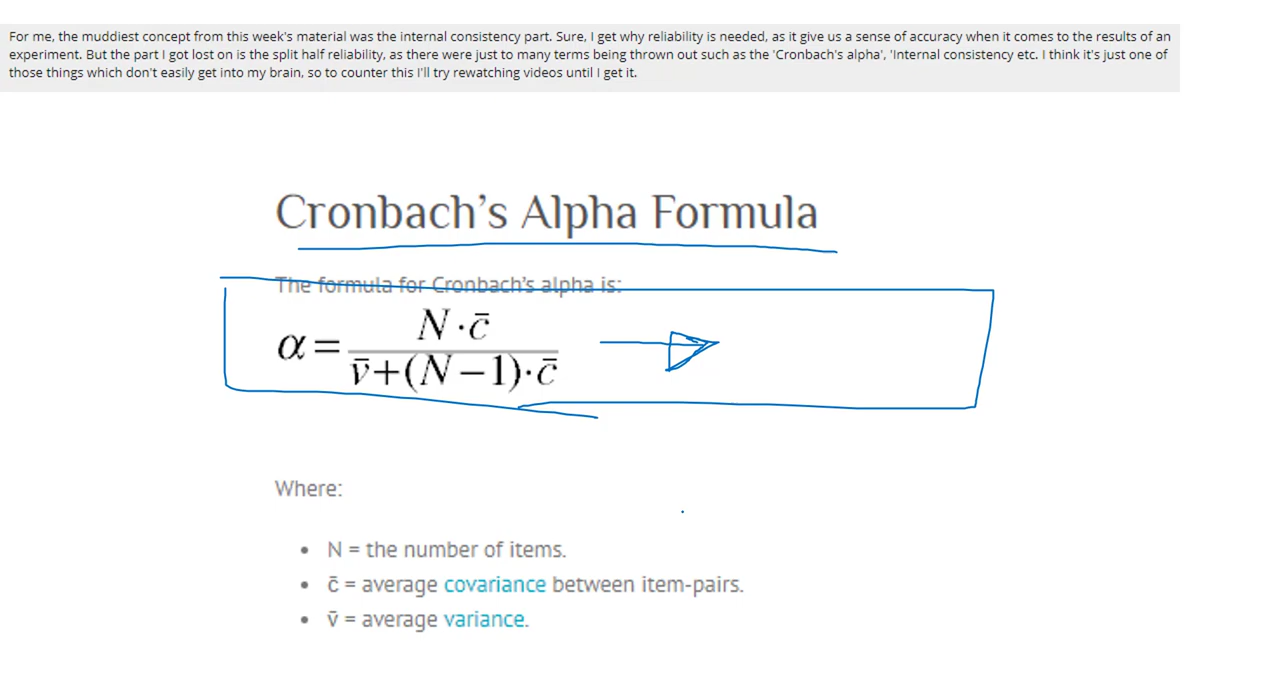 For me, the muddiest concept from this week's material was the internal consistency part. Sure, I get why reliability is needed, as it give us a sense of accuracy when it comes to the results of an
experiment. But the part I got lost on is the split half reliability, as there were just to many terms being thrown out such as the 'Cronbach's alpha', 'Internal consistency etc. I think it's just one of
those things which don't easily get into my brain, so to counter this I'll try rewatching videos until I get it.
Cronbach’s Alpha Formula
The formula for Cronbach’s alpha is:
α = N · c̄ / v̄ + (N – 1) · c̄
Where:
• N = the number of items.
• c̄ = average covariance between item-pairs.
• v̄ = average variance.